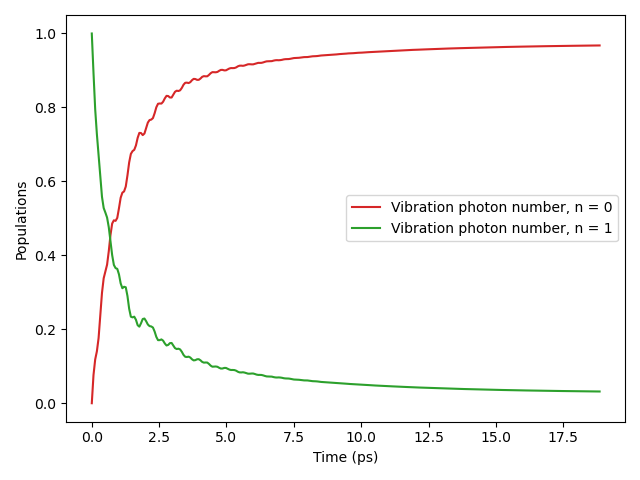 1.0
0.8
0.6
0.4
0.2
0.0
Populations
Vibration photon number, n = 0
Vibration photon number, n = 1
0.0 2.5 5.0 7.5 10.0 12.5 15.0 17.5
Time (ps)